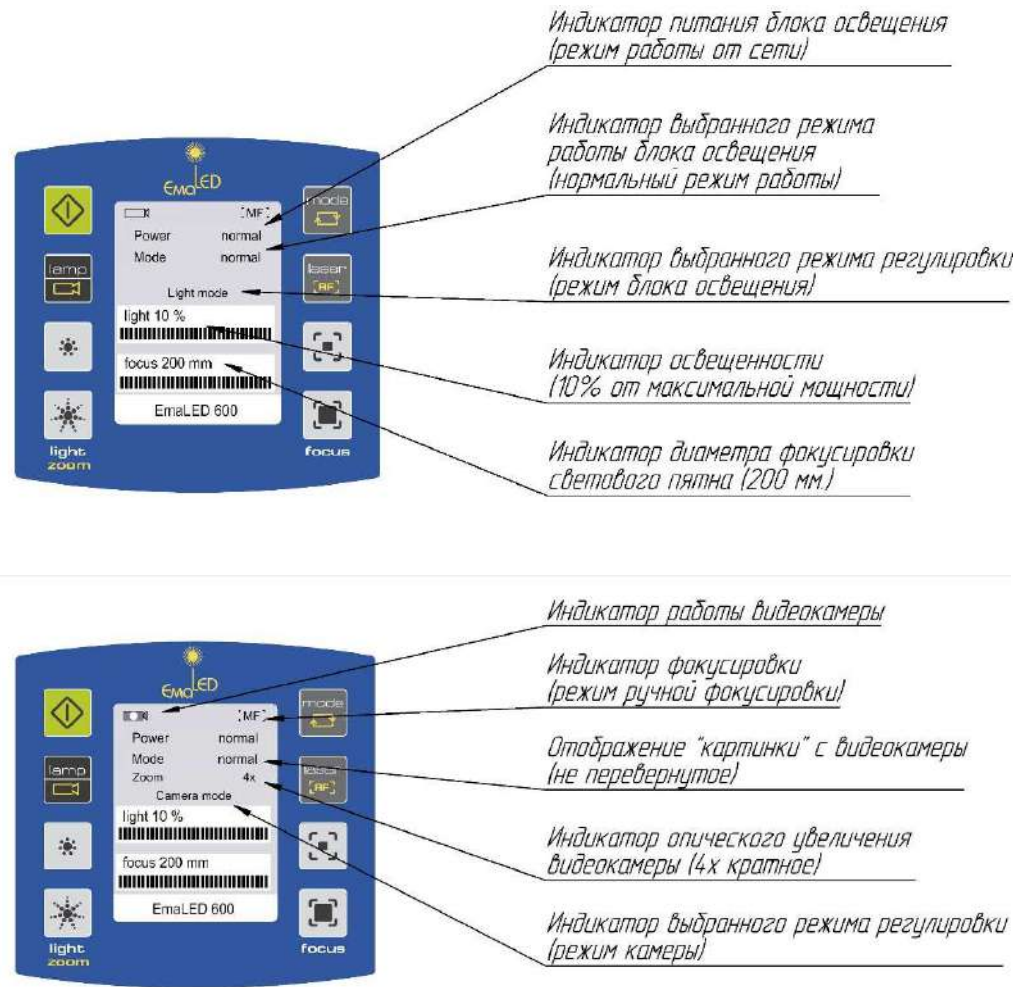 Индикатор питания блока освещения
(режим работы от сети)
Индикатор выбранного режима
работы блока освещения
(нормальный режим работы)
Индикатор выбранного режима регулировки
(режим блока освещения)
Индикатор освещенности
(10% от максимальной мощности)
Индикатор диаметра фокусировки
светового пятна (200 мм.)
EmaLED
mode
[MF]
Power normal
Mode normal
lamp
laser
[AF]
Light mode
light 10 %
focus 200 mm
EmaLED 600
light
zoom
focus
Индикатор работы видеокамеры
Индикатор фокусировки
(режим ручной фокусировки)
Отображение "картинки" с видеокамеры
(не перевернутое)
Индикатор опического увеличения
видеокамеры (4х кратное)
Индикатор выбранного режима регулировки
(режим камеры)
EmaLED
mode
[MF]
Power normal
Mode normal
Zoom 4x
lamp
laser
[AF]
Camera mode
light 10 %
focus 200 mm
EmaLED 600
light
zoom
focus